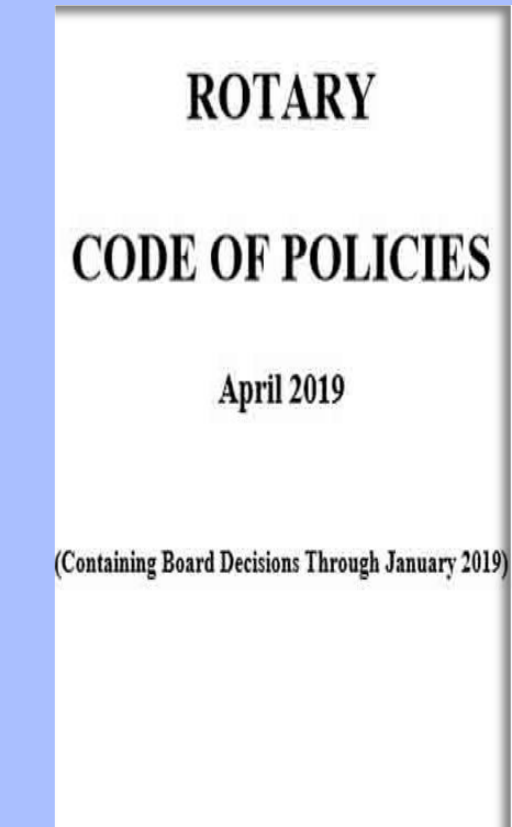 ROTARY
CODE OF POLICIES
April 2019
(Containing Board Decisions Through January 2019)